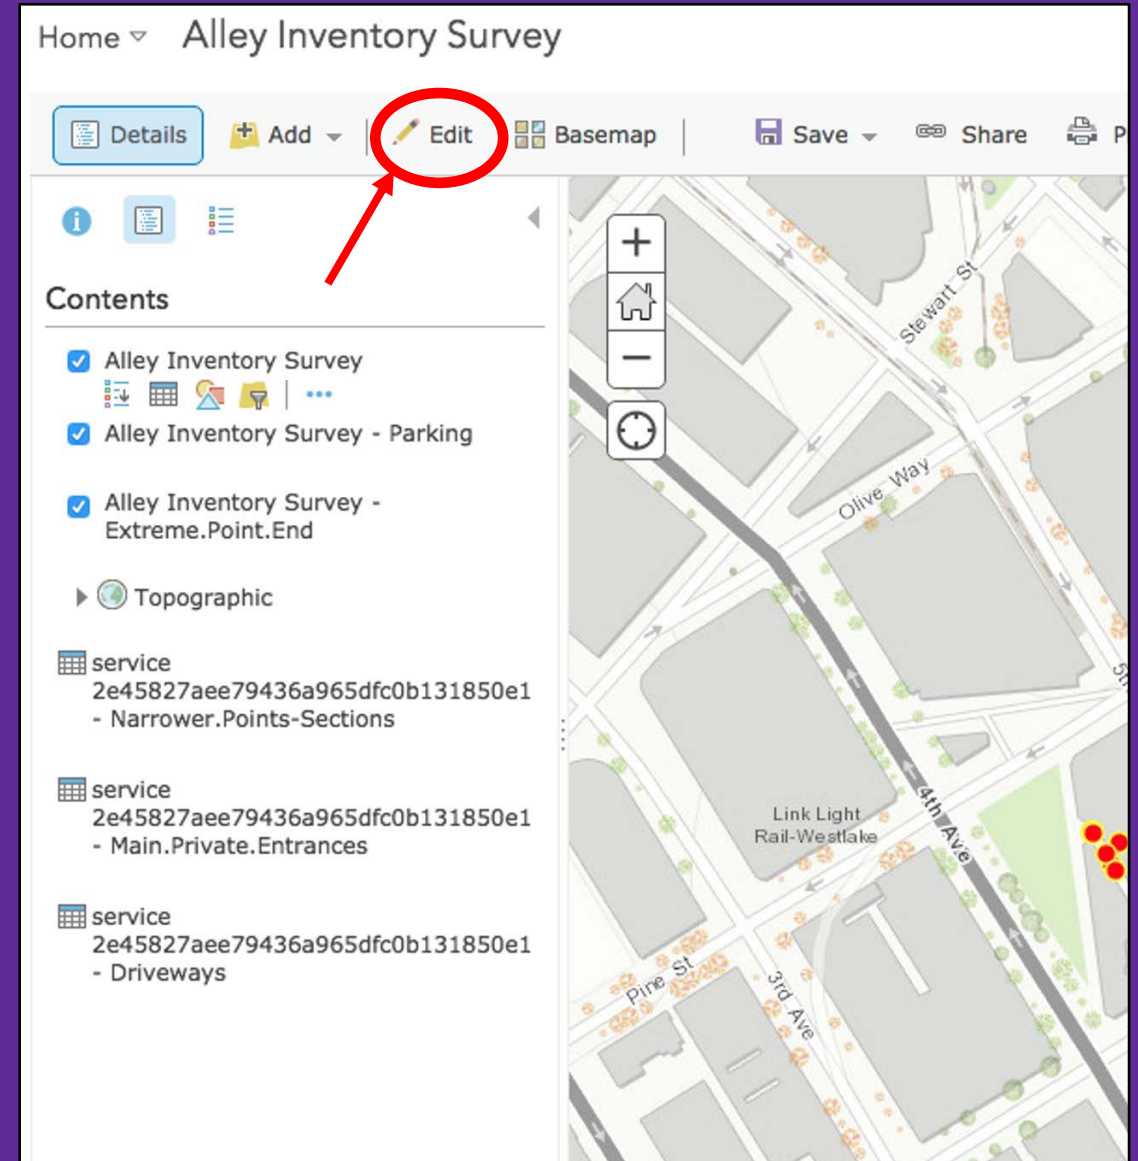 Home Alley Inventory Survey
Details Add Edit Basemap Save Share
Contents
Alley Inventory Survey
Alley Inventory Survey - Parking
Alley Inventory Survey -
Extreme.Point.End
Topographic
service
2e45827aee79436a965dfc0b131850e1
- Narrower.Points-Sections
service
2e45827aee79436a965dfc0b131850e1
- Main.Private.Entrances
service
2e45827aee79436a965dfc0b131850e1
- Driveways
Stewart St
Olive Way
Link Light
Rail-Westlake
4th Ave
Pine St
3rd Ave